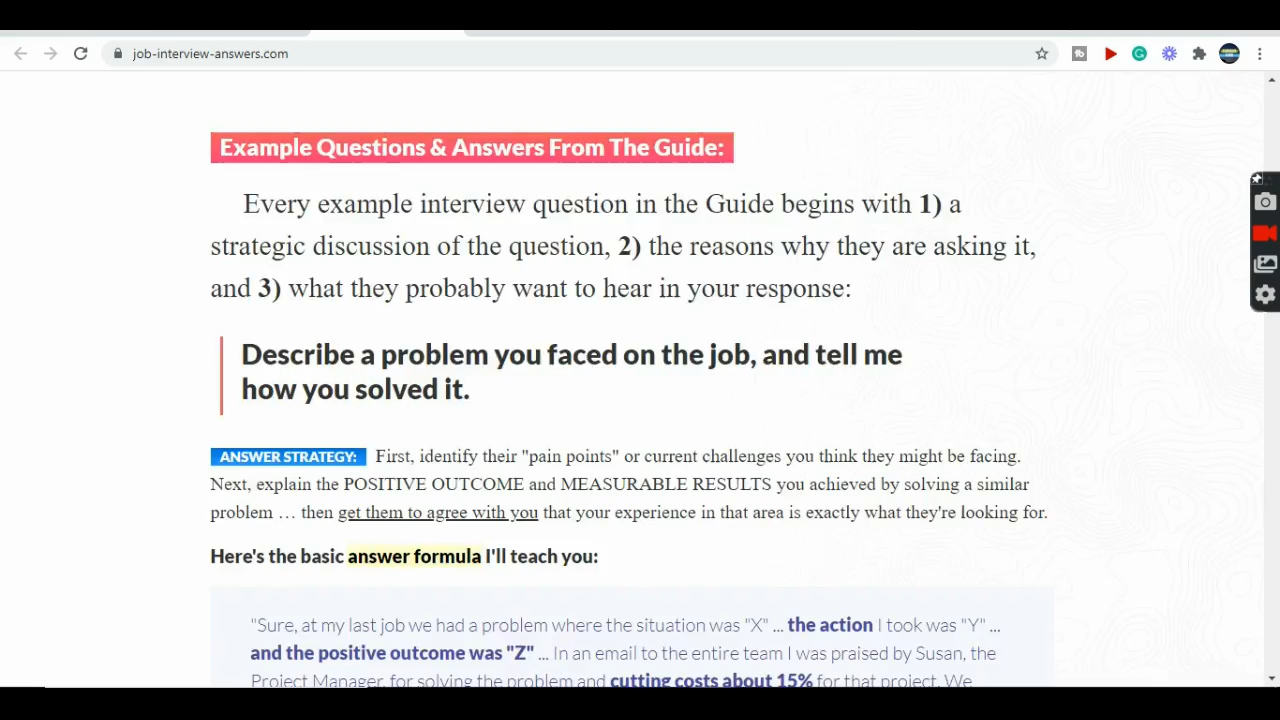 job-interview-answers.com
Example Questions & Answers From The Guide:
Every example interview question in the Guide begins with 1) a
strategic discussion of the question, 2) the reasons why they are asking it,
and 3) what they probably want to hear in your response:
Describe a problem you faced on the job, and tell me
how you solved it.
ANSWER STRATEGY: First, identify their "pain points" or current challenges you think they might be facing.
Next, explain the POSITIVE OUTCOME and MEASURABLE RESULTS you achieved by solving a similar
problem … then get them to agree with you that your experience in that area is exactly what they're looking for.
Here's the basic answer formula I'll teach you:
"Sure, at my last job we had a problem where the situation was "X" ... the action I took was "Y" ...
and the positive outcome was "Z" ... In an email to the entire team I was praised by Susan, the
Project Manager, for solving the problem and cutting costs about 15% for that project. We